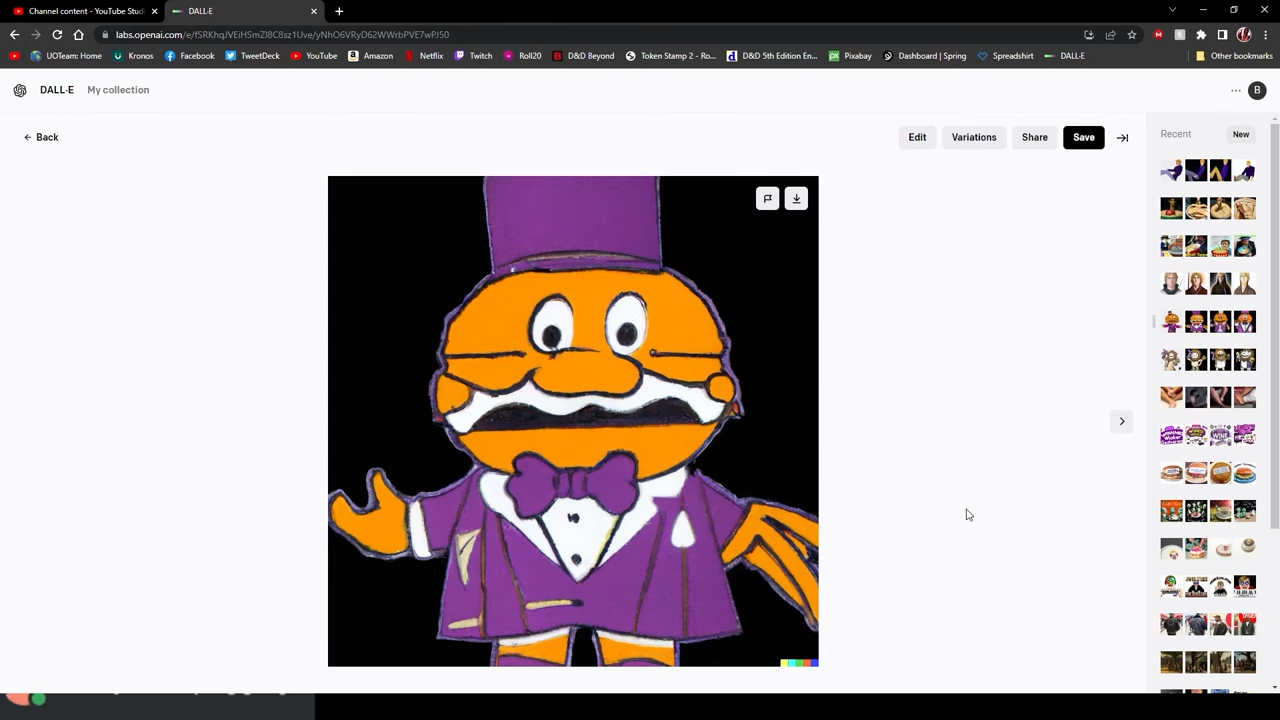 Channel content - YouTube Studio
DALL·E
labs.openai.com/e/fSRKhqJVEiHSmZl8C8sz1Uve/yNhO6VRyD62WWrbPVE7wPJ50
UOTeam: Home
Kronos
Facebook
TweetDeck
YouTube
Amazon
Netflix
Twitch
Roll20
D&D Beyond
Token Stamp 2 - Ro...
D&D 5th Edition En...
Pixabay
Dashboard | Spring
Spreadshirt
DALL-E
Other bookmarks
DALL·E
My collection
B
Back
Edit
Variations
Share
Save
Recent
New